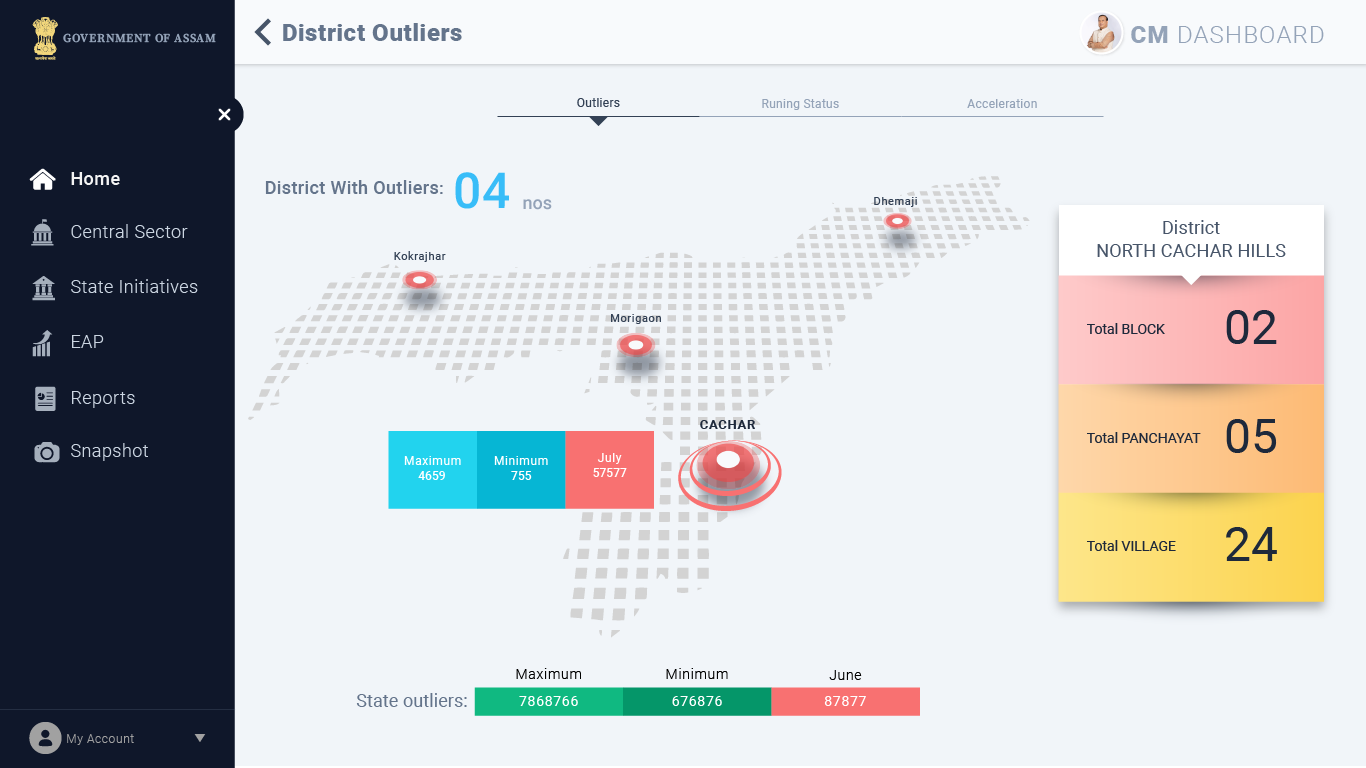 GOVERNMENT OF ASSAM
District Outliers
CM DASHBOARD
Home
Central Sector
State Initiatives
EAP
Reports
Snapshot
My Account
Outliers
Runing Status
Acceleration
District With Outliers: 04 nos
Dhemaji
Kokrajhar
Morigaon
CACHAR
Maximum
4659
Minimum
755
July
57577
District
NORTH CACHAR HILLS
Total BLOCK 02
Total PANCHAYAT 05
Total VILLAGE 24
Maximum Minimum June
State outliers: 7868766 676876 87877